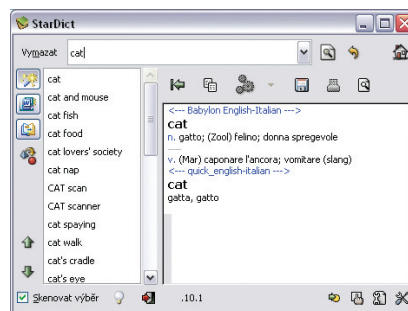 StarDict
Vymazat cat
cat
cat and mouse
cat fish
cat food
cat lovers' society
cat nap
CAT scan
CAT scanner
cat spaying
cat walk
cat's cradle
cat's eye
<--- Babylon English-Italian --->
cat
n. gatto; (Zool) felino; donna spregevole
v. (Mar) caponare l'ancora; vomitare (slang)
<--- quick_english-italian --->
cat
gatta, gatto
Skenovat výběr .10.1